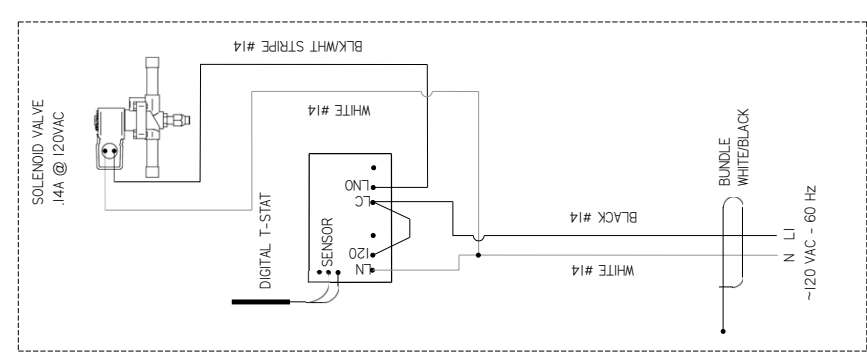 BLK/WHT STRIPE #14
WHITE #14
SOLENOID VALVE
.14A @ 120VAC
DIGITAL T-STAT
SENSOR
LNO
LC
120
LN
BLACK #14
WHITE #14
BUNDLE
WHITE/BLACK
L1
N
~120 VAC - 60 Hz